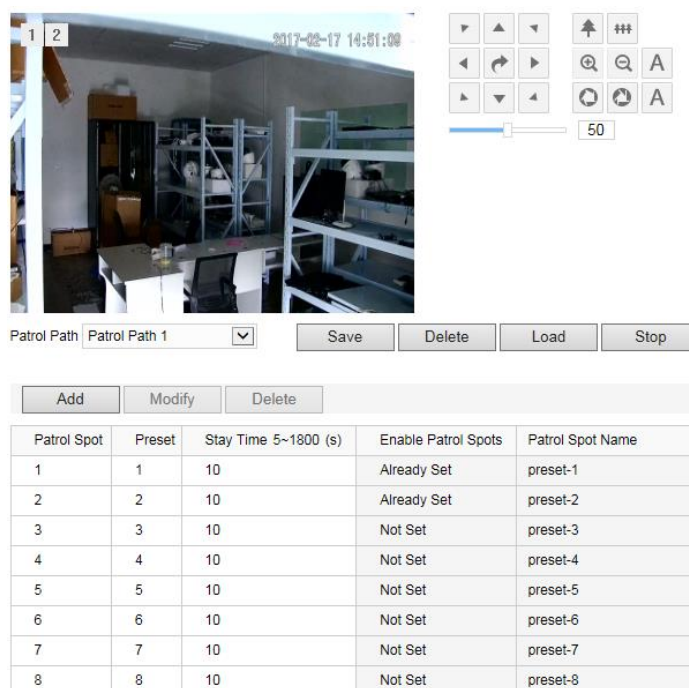 1 2
2017-02-17 14:51:09
A
A
50
Patrol Path Patrol Path 1 Save Delete Load Stop
Add Modify Delete
Patrol Spot Preset Stay Time 5~1800 (s) Enable Patrol Spots Patrol Spot Name
1 1 10 Already Set preset-1
2 2 10 Already Set preset-2
3 3 10 Not Set preset-3
4 4 10 Not Set preset-4
5 5 10 Not Set preset-5
6 6 10 Not Set preset-6
7 7 10 Not Set preset-7
8 8 10 Not Set preset-8